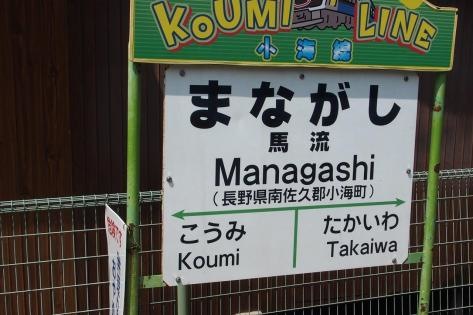 KOUMI LINE
小海線
まながし
馬流
Managashi
(長野県南佐久郡小海町)
こうみ たかいわ
Koumi Takaiwa